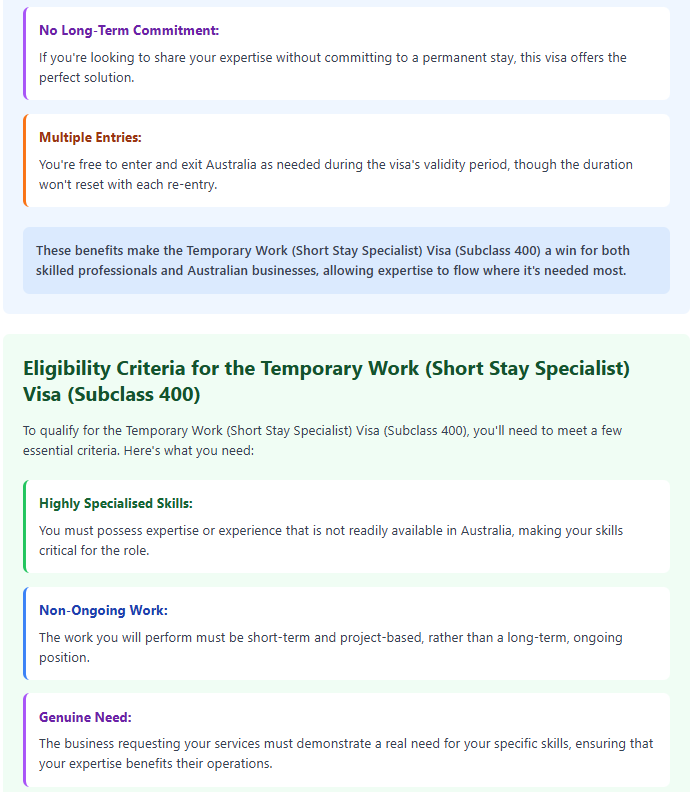 No Long-Term Commitment:
If you're looking to share your expertise without committing to a permanent stay, this visa offers the
perfect solution.
Multiple Entries:
You're free to enter and exit Australia as needed during the visa's validity period, though the duration
won't reset with each re-entry.
These benefits make the Temporary Work (Short Stay Specialist) Visa (Subclass 400) a win for both
skilled professionals and Australian businesses, allowing expertise to flow where it's needed most.
Eligibility Criteria for the Temporary Work (Short Stay Specialist)
Visa (Subclass 400)
To qualify for the Temporary Work (Short Stay Specialist) Visa (Subclass 400), you'll need to meet a few
essential criteria. Here's what you need:
Highly Specialised Skills:
You must possess expertise or experience that is not readily available in Australia, making your skills
critical for the role.
Non-Ongoing Work:
The work you will perform must be short-term and project-based, rather than a long-term, ongoing
position.
Genuine Need:
The business requesting your services must demonstrate a real need for your specific skills, ensuring that
your expertise benefits their operations.